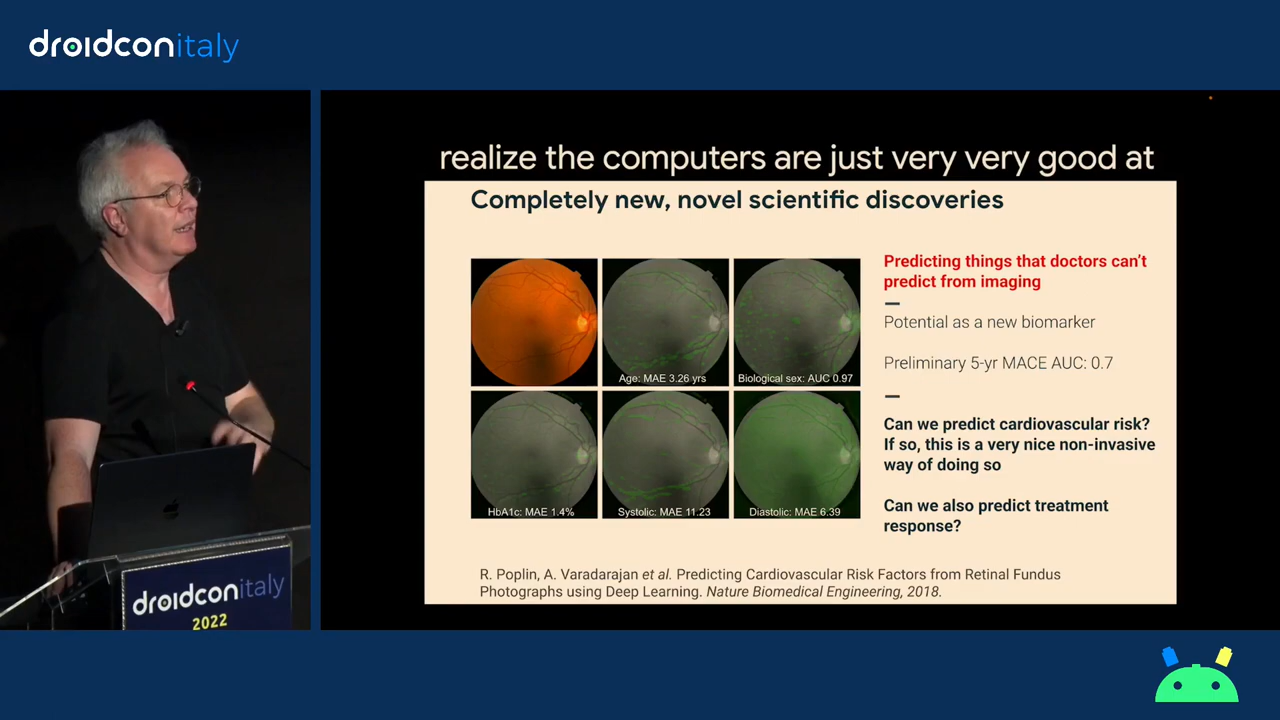 droidconitaly
realize the computers are just very very good at
Completely new, novel scientific discoveries
Age: MAE 3.26 yrs
Biological sex: AUC 0.97
HbA1c: MAE 1.4%
Systolic: MAE 11.23
Diastolic: MAE 6.39
Predicting things that doctors can't
predict from imaging
Potential as a new biomarker
Preliminary 5-yr MACE AUC: 0.7
Can we predict cardiovascular risk?
If so, this is a very nice non-invasive
way of doing so
Can we also predict treatment
response?
R. Poplin, A. Varadarajan et al. Predicting Cardiovascular Risk Factors from Retinal Fundus
Photographs using Deep Learning. Nature Biomedical Engineering, 2018.
droidconitaly
2022